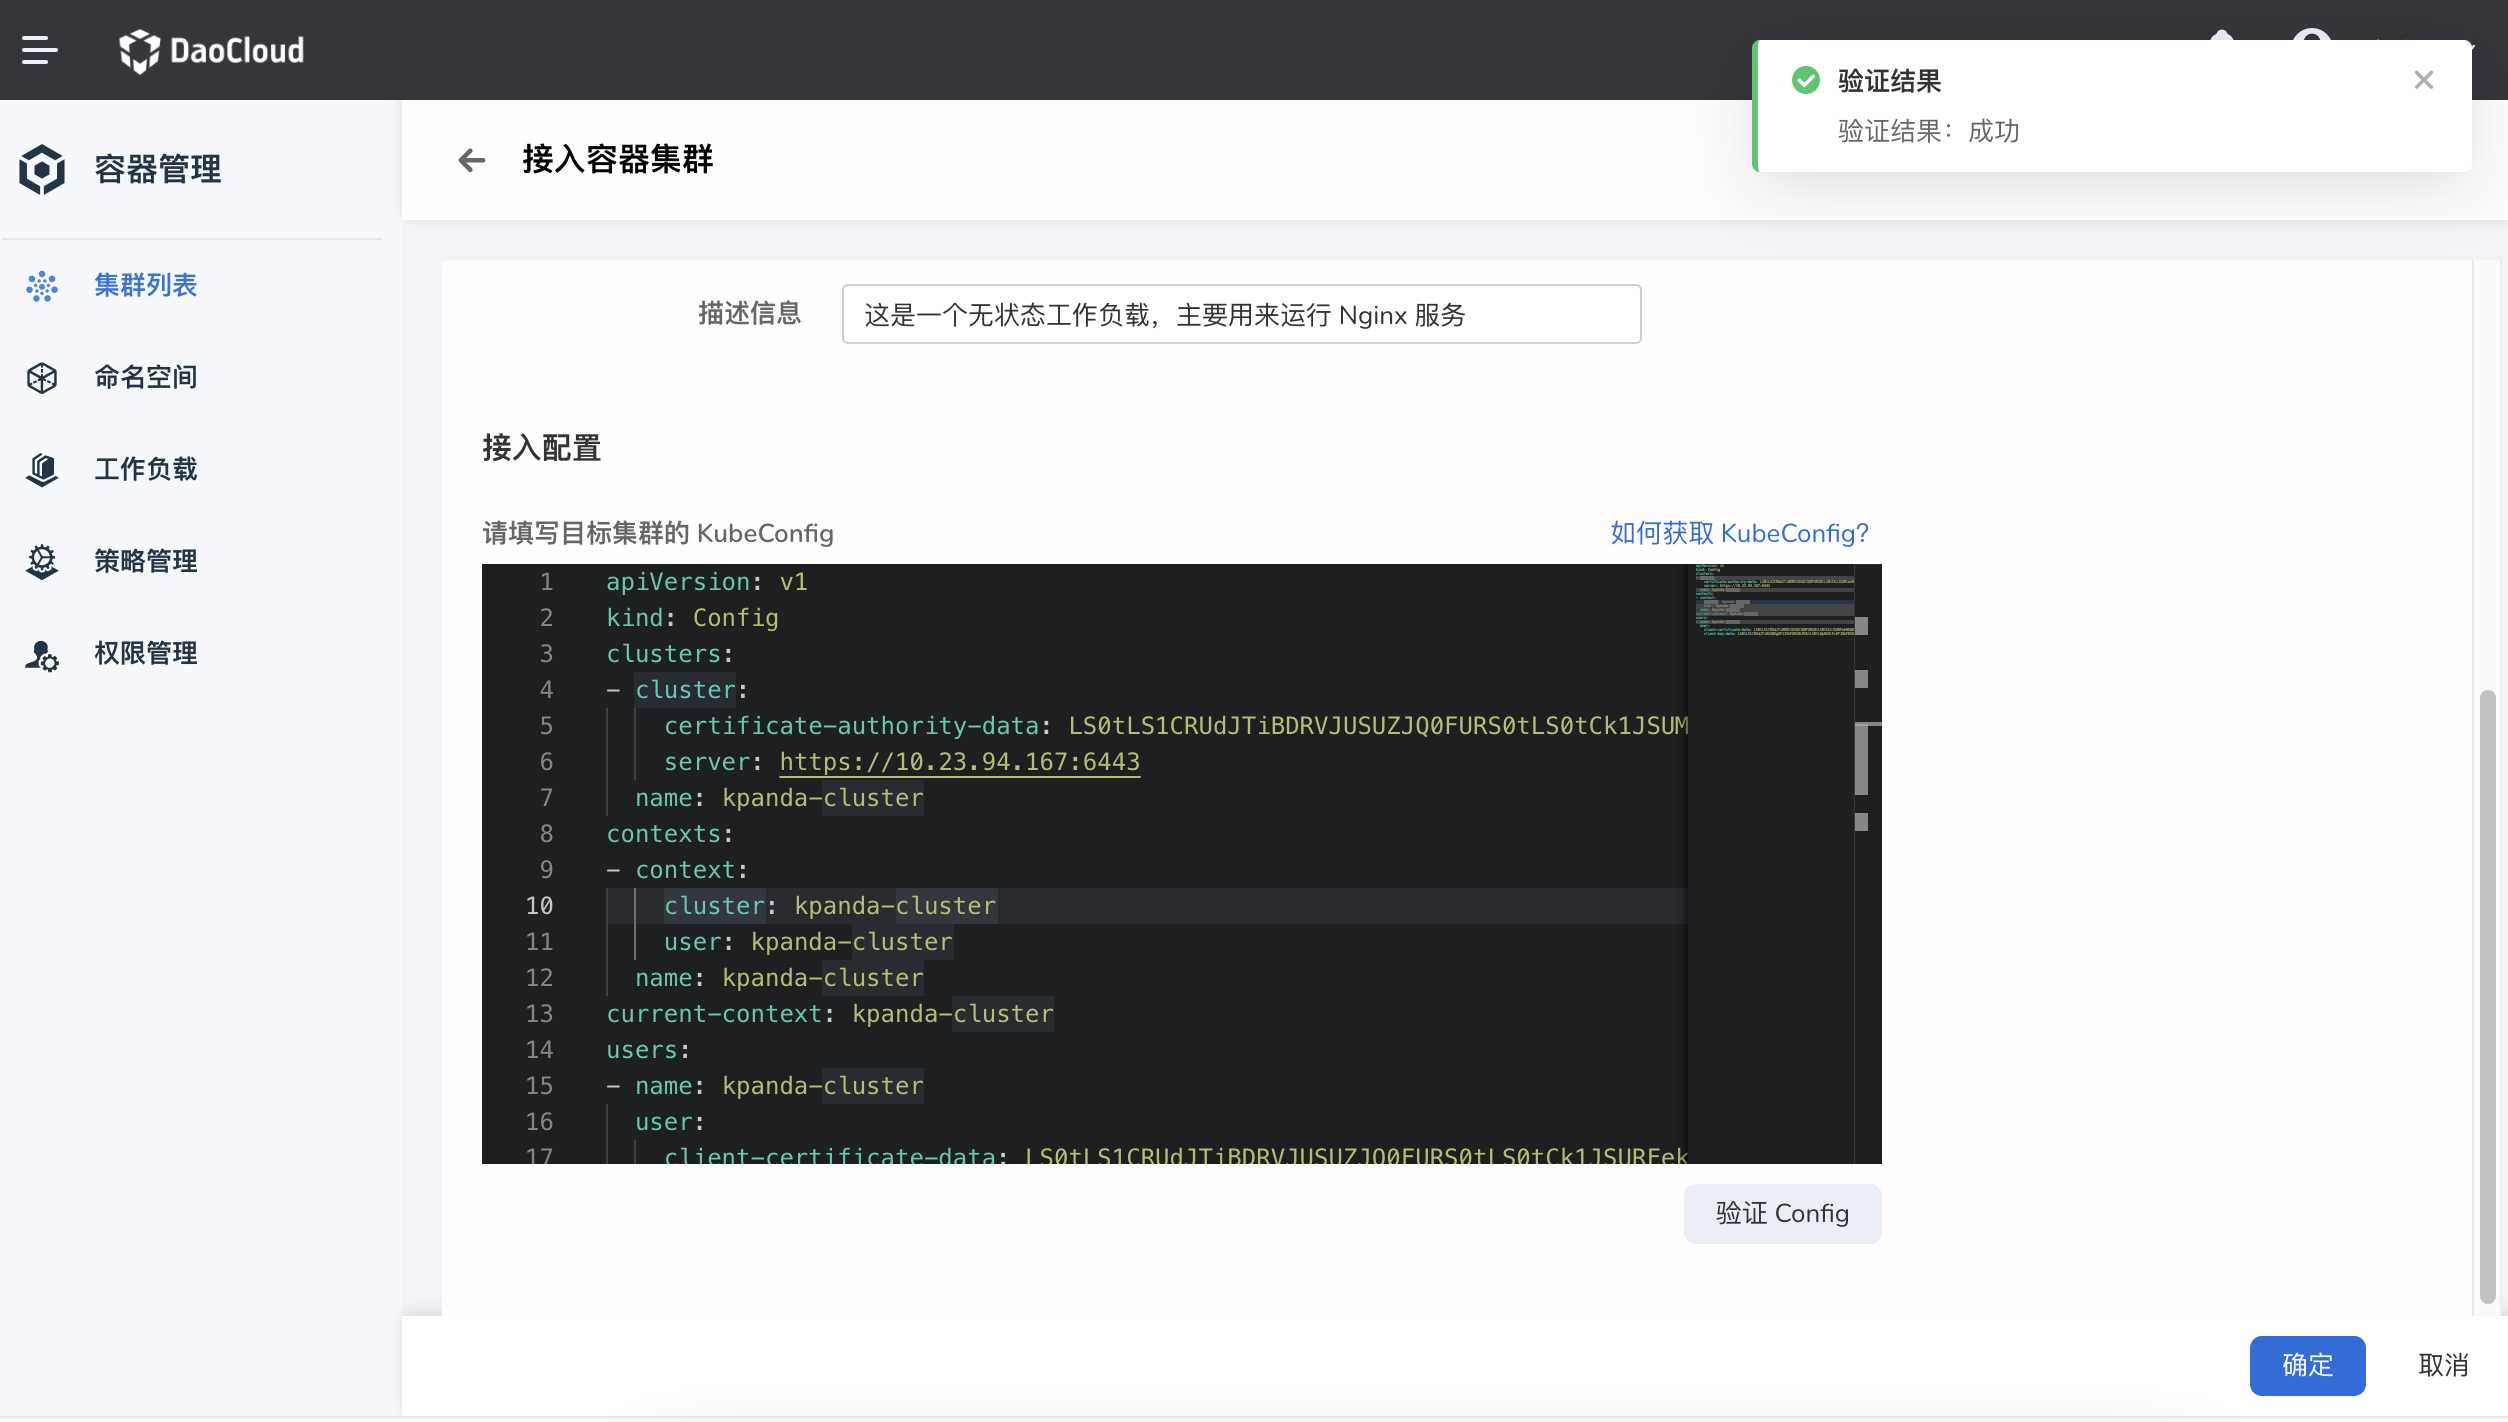 DaoCloud
验证结果
验证结果：成功
容器管理
接入容器集群
集群列表
命名空间
工作负载
策略管理
权限管理
描述信息
这是一个无状态工作负载，主要用来运行 Nginx 服务
接入配置
请填写目标集群的 KubeConfig
如何获取 KubeConfig?
1 apiVersion: v1
2 kind: Config
3 clusters:
4 - cluster:
5 certificate-authority-data: LS0tLS1CRUdJTiBDRVJUSUZJQ0FURS0tLS0tCk1JSUM
6 server: https://10.23.94.167:6443
7 name: kpanda-cluster
8 contexts:
9 - context:
10 cluster: kpanda-cluster
11 user: kpanda-cluster
12 name: kpanda-cluster
13 current-context: kpanda-cluster
14 users:
15 - name: kpanda-cluster
16 user:
17 client-certificate-data: LS0tLS1CRUdJTiBDRVJUSUZJQ0FURS0tLS0tCk1JSURFek
验证 Config
确定
取消